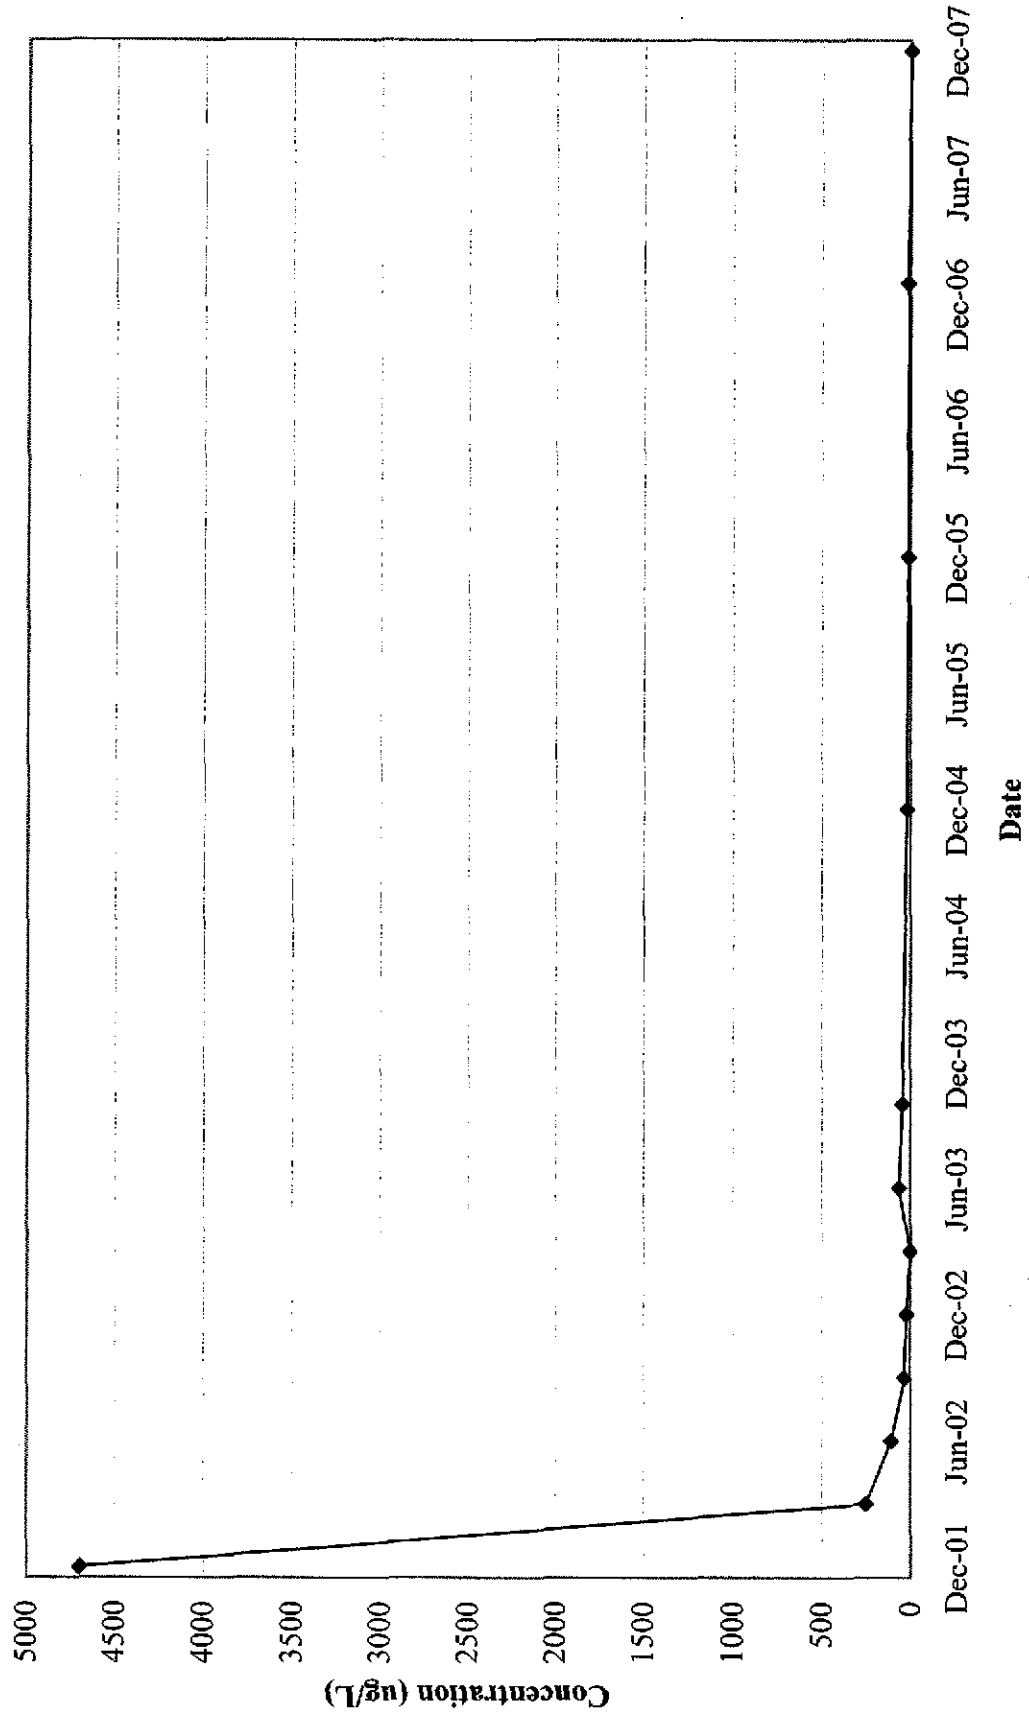 Concentration (ug/L)
5000
4500
4000
3500
3000
2500
2000
1500
1000
500
0
Dec-01
Jun-02
Dec-02
Jun-03
Dec-03
Jun-04
Dec-04
Jun-05
Dec-05
Jun-06
Dec-06
Jun-07
Dec-07
Date